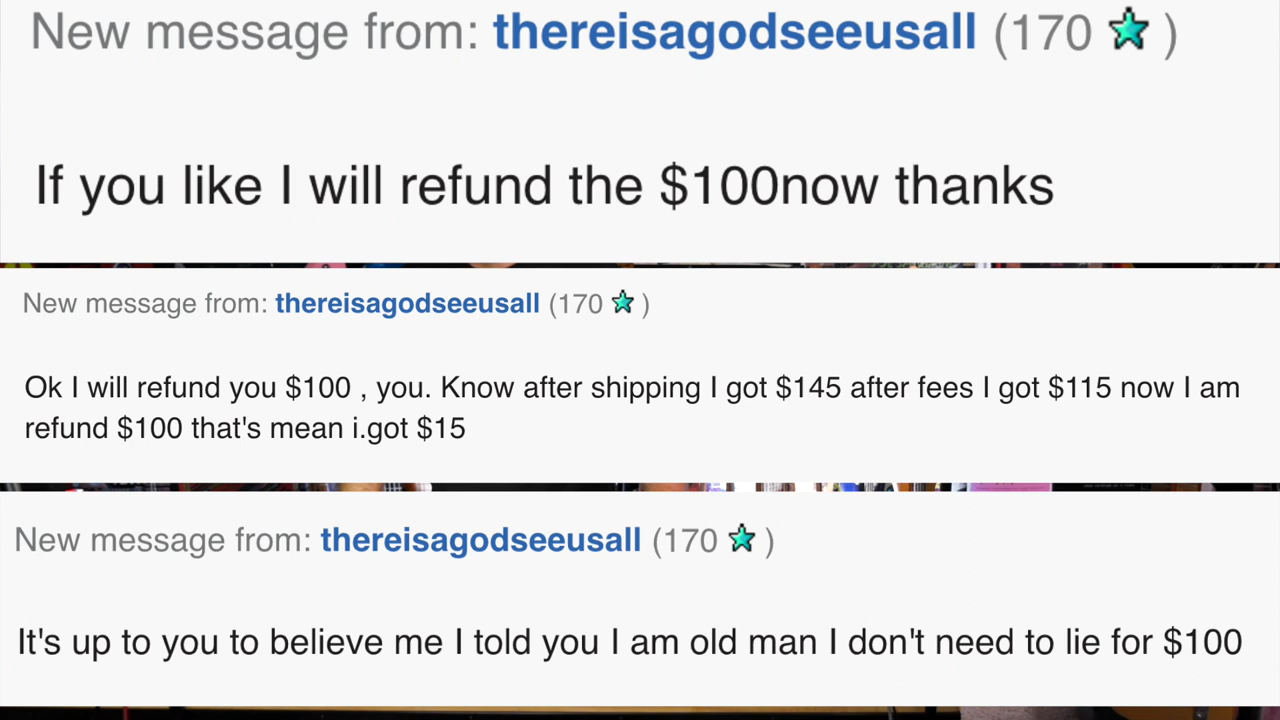 New message from: thereisagodseeusall (170 )
If you like I will refund the $100now thanks
New message from: thereisagodseeusall (170 )
Ok I will refund you $100 , you. Know after shipping I got $145 after fees I got $115 now I am
refund $100 that's mean i.got $15
New message from: thereisagodseeusall (170 )
It's up to you to believe me I told you I am old man I don't need to lie for $100